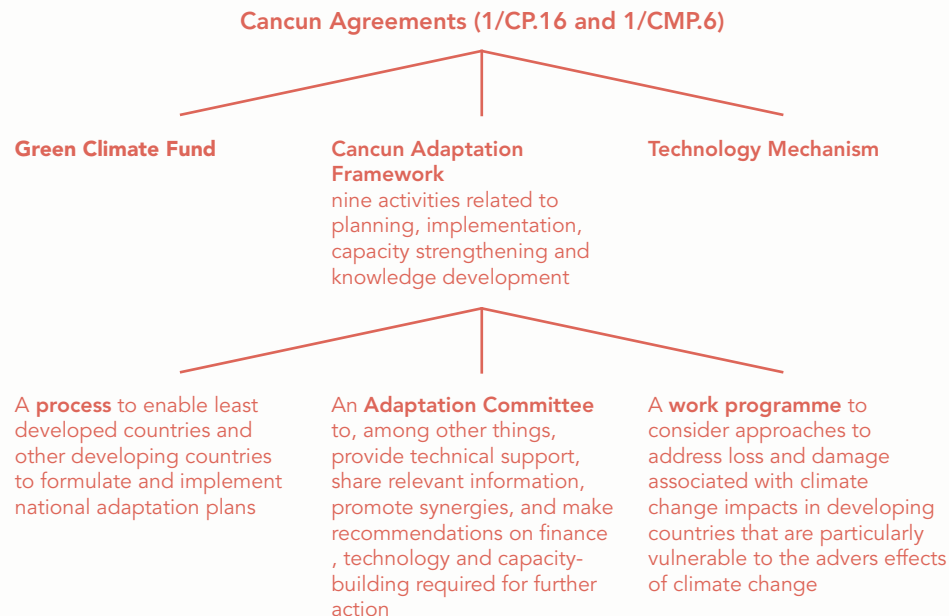 Cancun Agreements (1/CP.16 and 1/CMP.6)
Green Climate Fund
Cancun Adaptation
Framework
nine activities related to
planning, implementation,
capacity strengthening and
knowledge development
Technology Mechanism
A process to enable least
developed countries and
other developing countries
to formulate and implement
national adaptation plans
An Adaptation Committee
to, among other things,
provide technical support,
share relevant information,
promote synergies, and make
recommendations on finance
, technology and capacity-
building required for further
action
A work programme to
consider approaches to
address loss and damage
associated with climate
change impacts in developing
countries that are particularly
vulnerable to the advers effects
of climate change